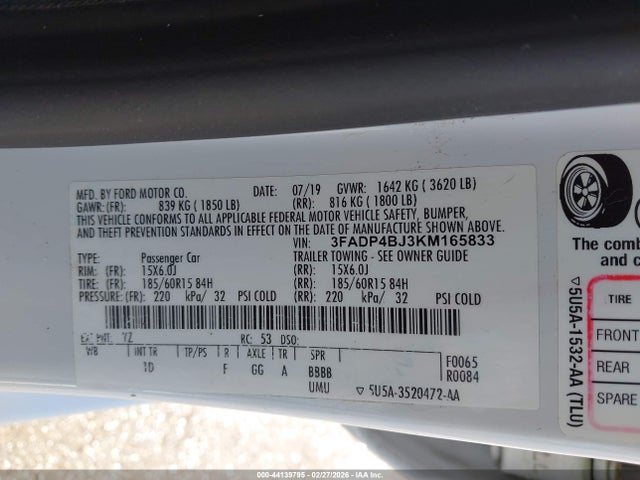 MFD. BY FORD MOTOR CO. DATE: 07/19 GVWR: 1642 KG ( 3620 LB)
GAWR: (FR): 839 KG ( 1850 LB) (RR): 816 KG ( 1800 LB)
THIS VEHICLE CONFORMS TO ALL APPLICABLE FEDERAL MOTOR VEHICLE SAFETY, BUMPER,
AND THEFT PREVENTION STANDARDS IN EFFECT ON THE DATE OF MANUFACTURE SHOWN ABOVE.
VIN: 3FADP4BJ3KM165833
TYPE: Passenger Car TRAILER TOWING - SEE OWNER GUIDE
RIM: (FR): 15X6.0J (RR): 15X6.0J
TIRE: (FR): 185/60R15 84H (RR): 185/60R15 84H
PRESSURE: (FR): 220 kPa/ 32 PSI COLD (RR): 220 kPa/ 32 PSI COLD
EXT PNT: YZ RC: 53 DSO:
WB INT TR TP/PS R AXLE TR SPR F0065
F GG A BBBB R0084
UMU 5U5A-3520472-AA
The comb
and c
TIRE
FRONT
REAR
SPARE
5U5A-1532-AA (TLU)
000-44139795 - 02/27/2026 - IAA Inc.